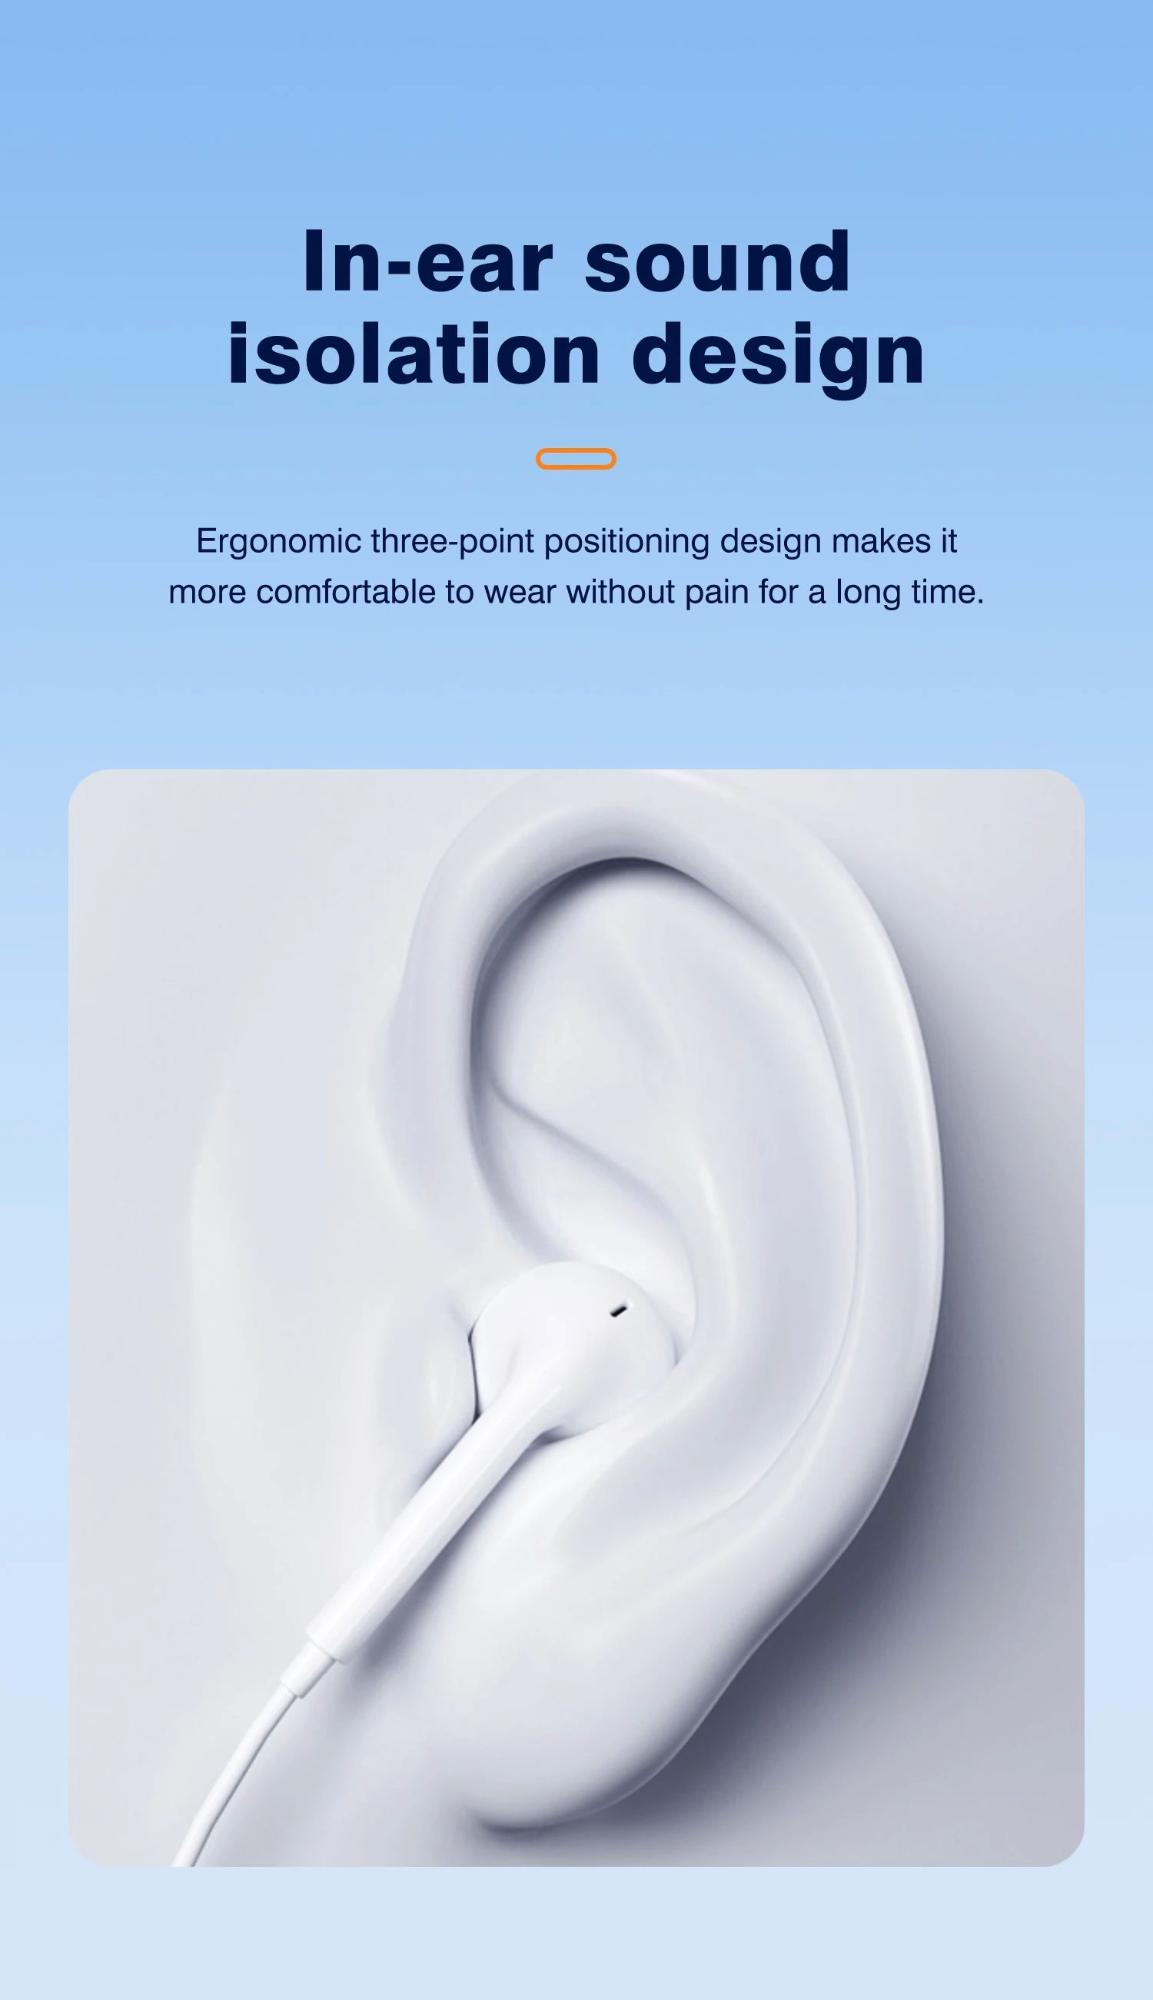 In-ear sound
isolation design
Ergonomic three-point positioning design makes it
more comfortable to wear without pain for a long time.